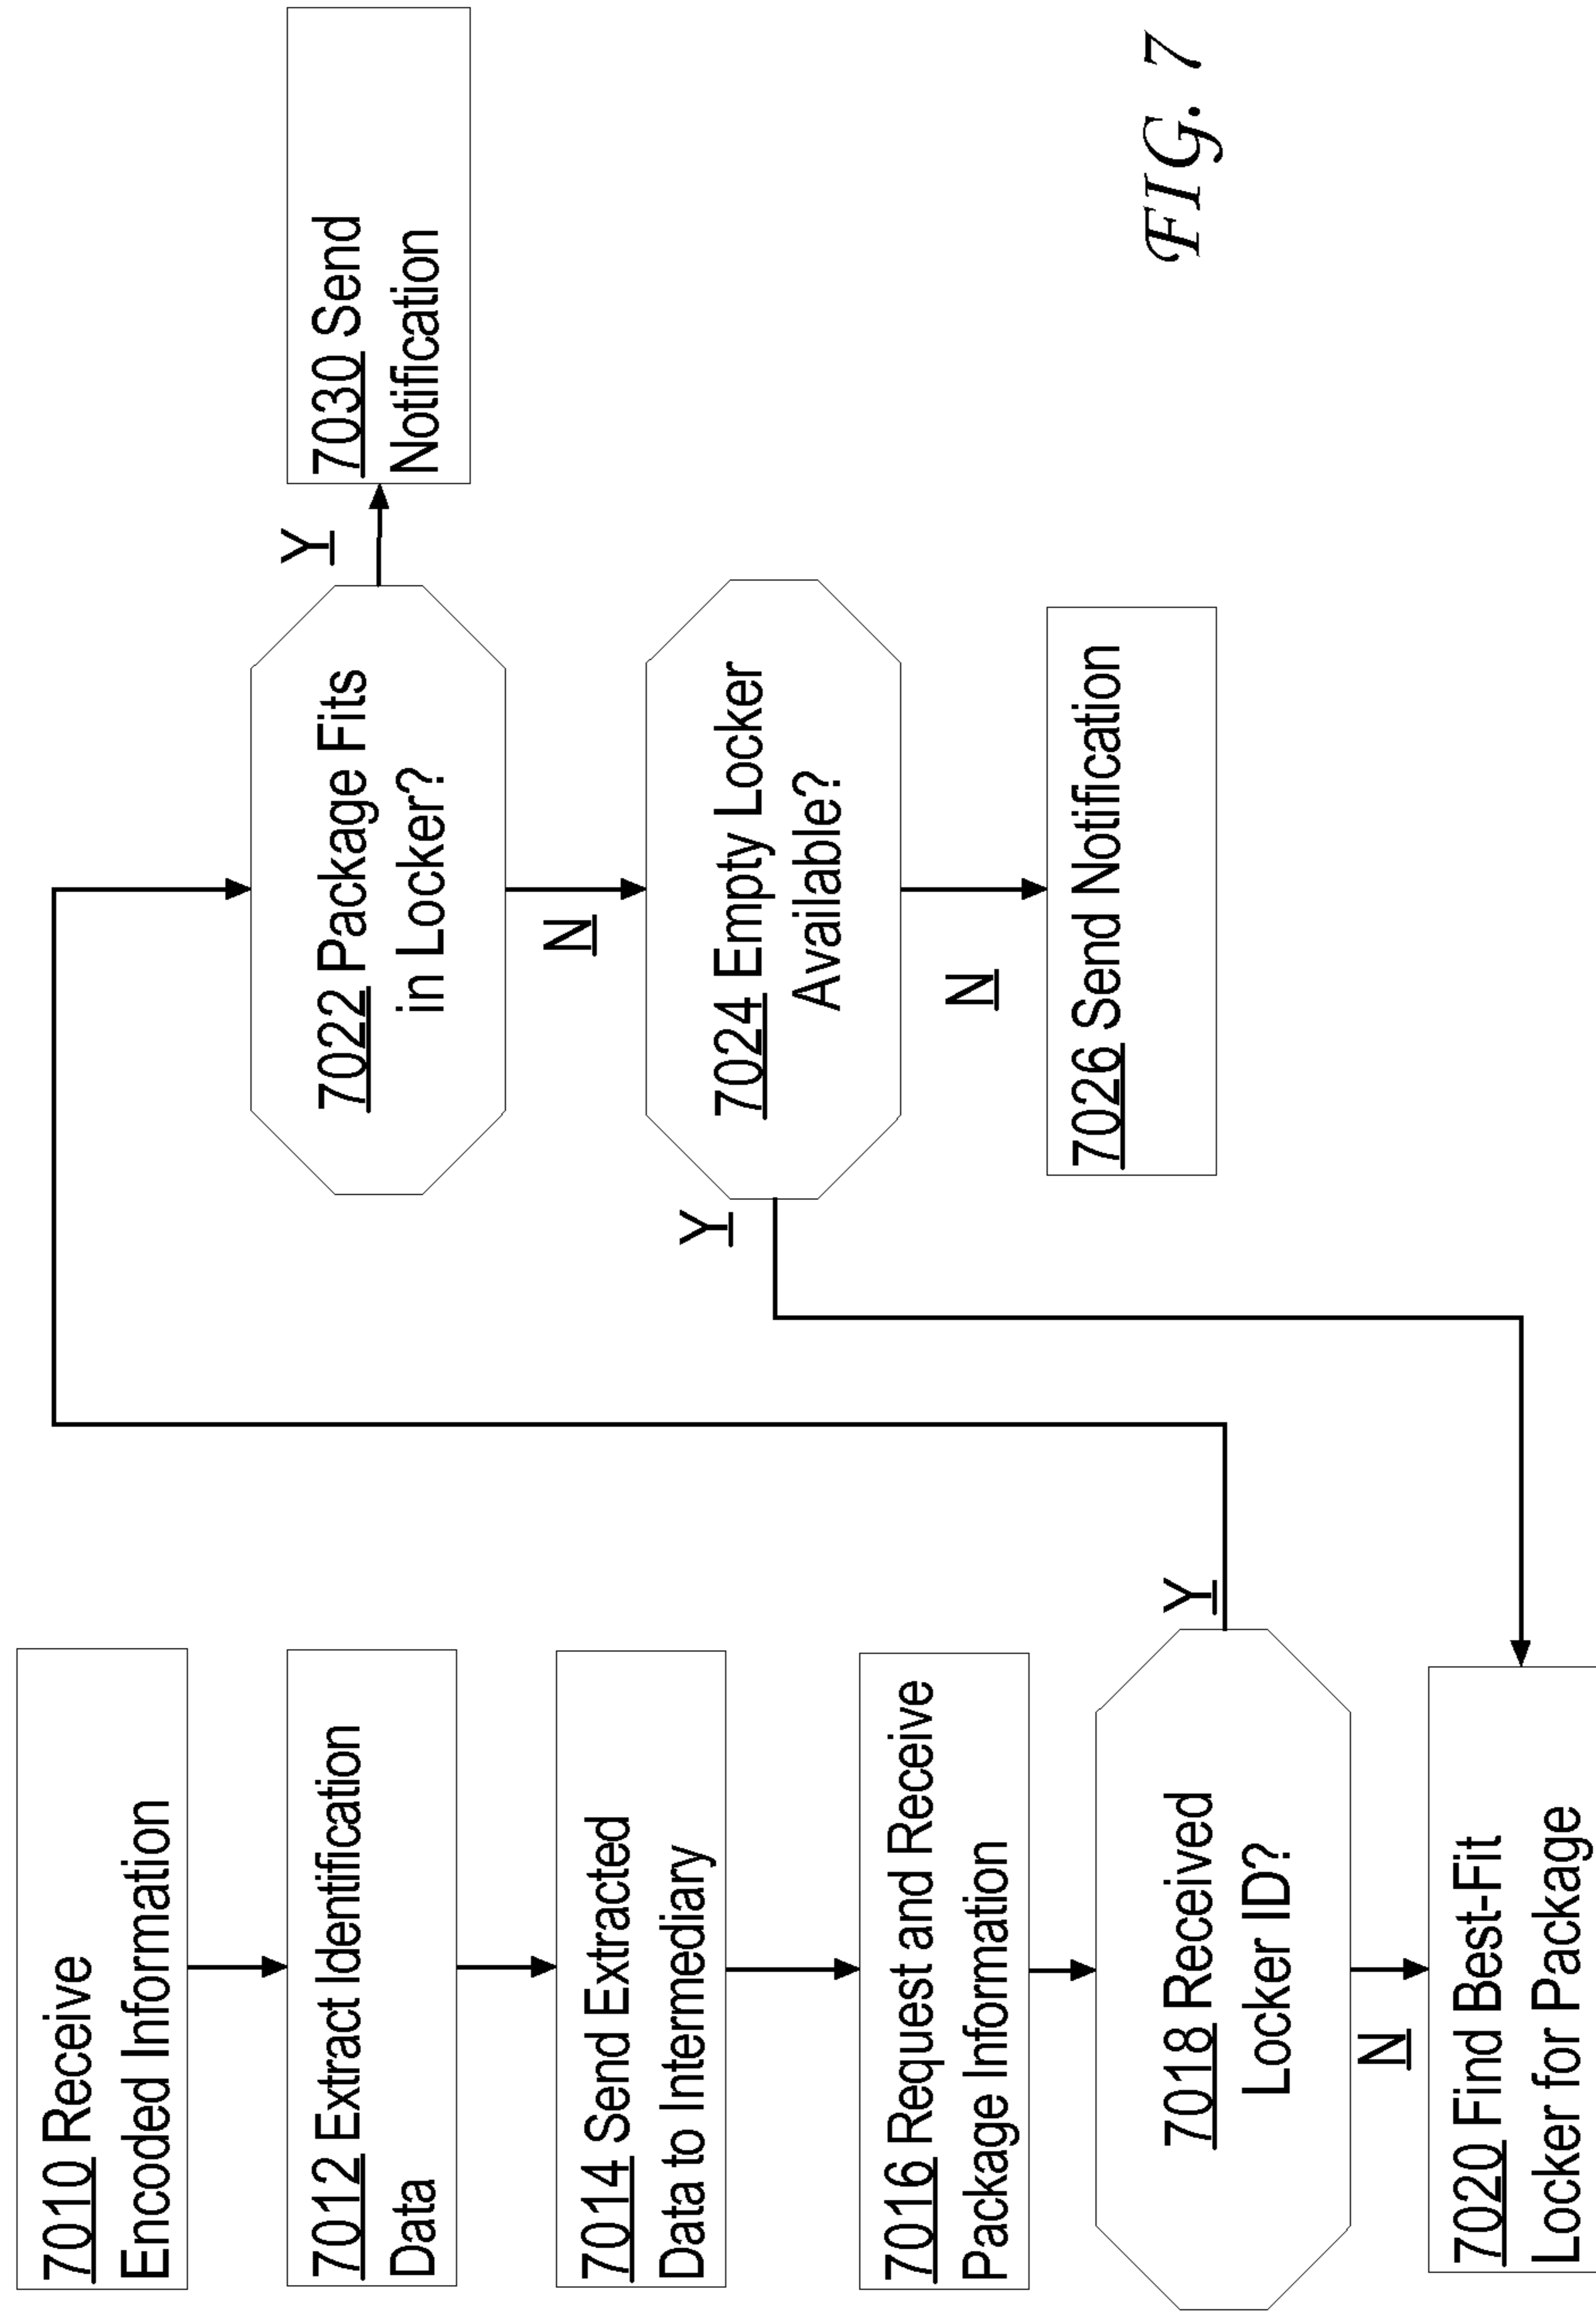 7010 Receive
Encoded Information
7012 Extract Identification
Data
7014 Send Extracted
Data to Intermediary
7016 Request and Receive
Package Information
7018 Received
Locker ID?
Y
N
7020 Find Best-Fit
Locker for Package
7022 Package Fits
in Locker?
Y
N
7030 Send
Notification
7024 Empty Locker
Available?
Y
N
7026 Send Notification
FIG. 7